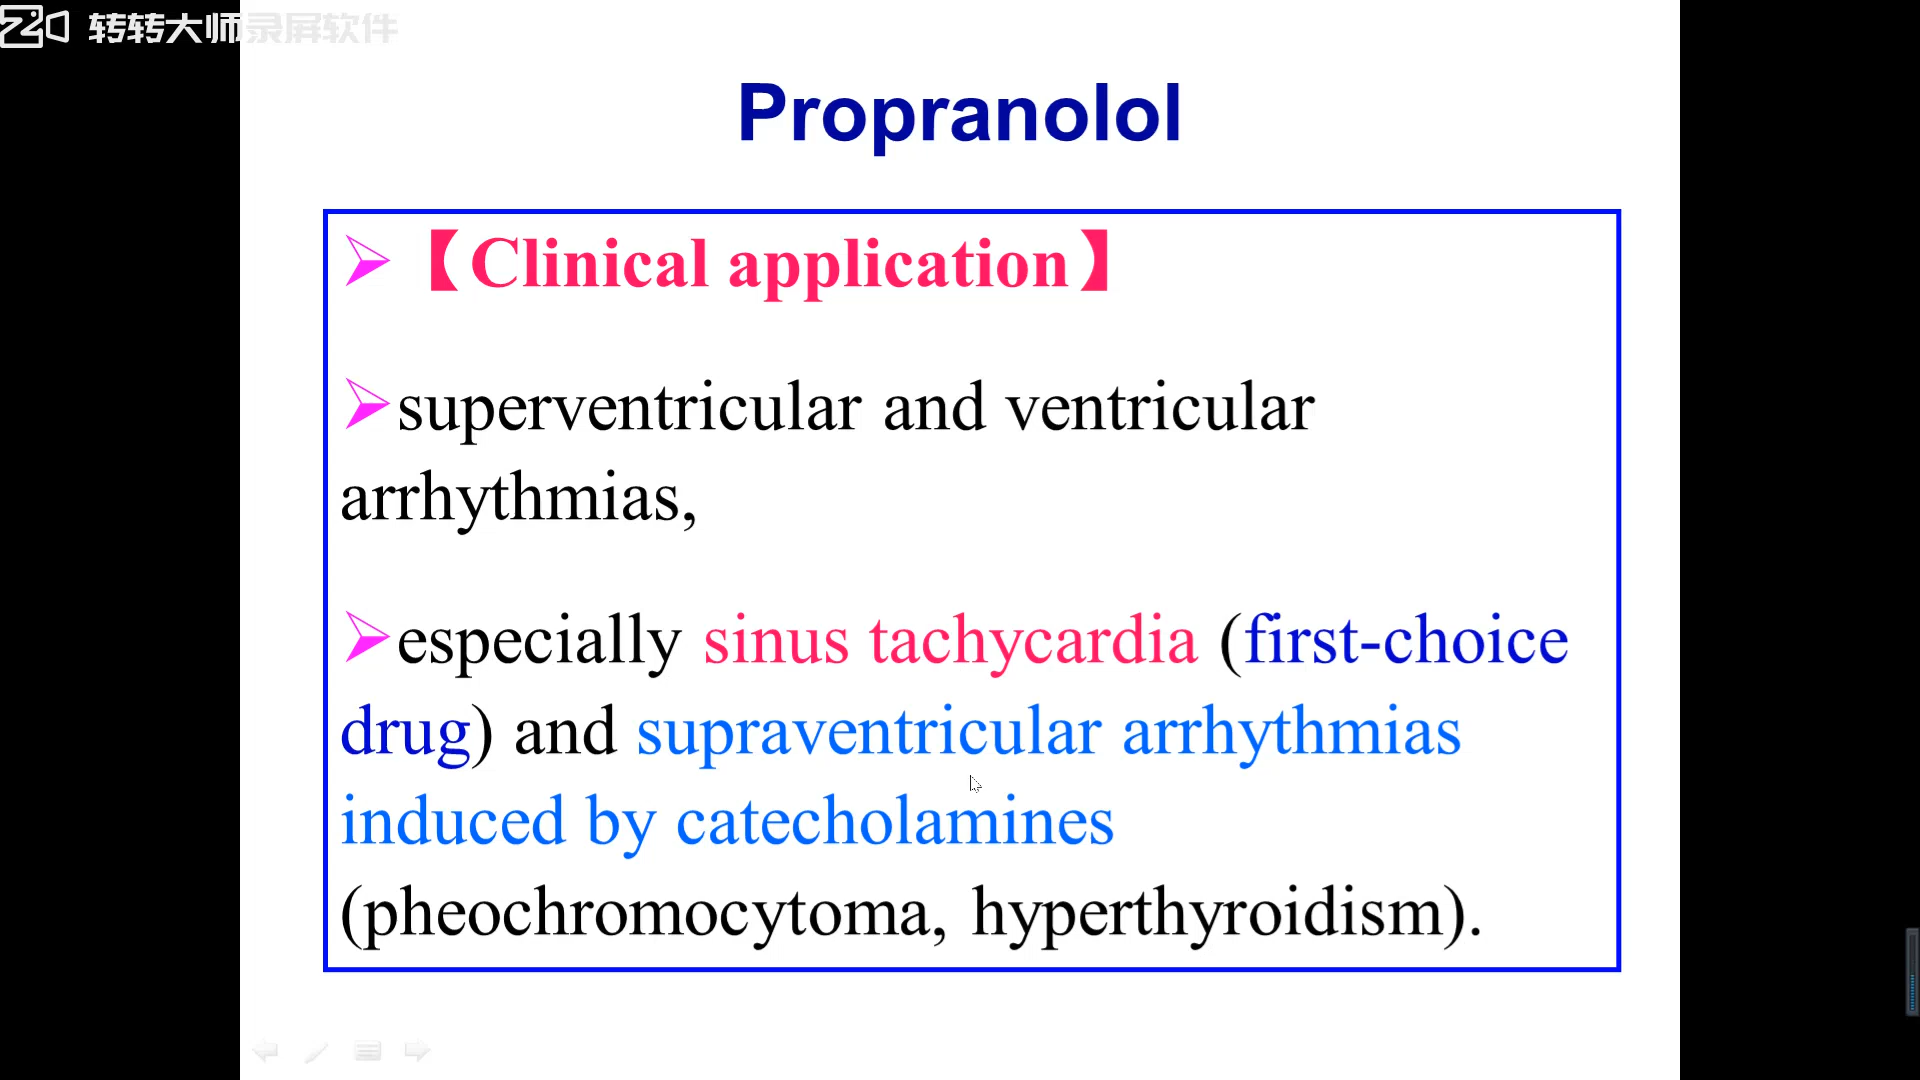 转转大师录屏软件
Propranolol
【Clinical application】
superventricular and ventricular
arrhythmias,
especially sinus tachycardia (first-choice
drug) and supraventricular arrhythmias
induced by catecholamines
(pheochromocytoma, hyperthyroidism).